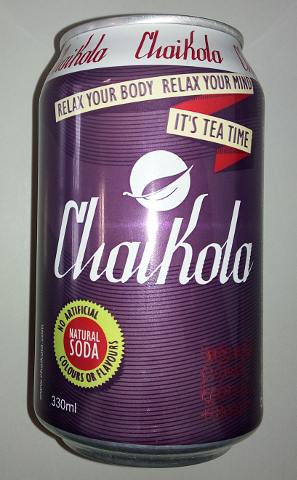 ChaiKola
RELAX YOUR BODY RELAX YOUR MIND
IT'S TEA TIME
ChaiKola
NO ARTIFICIAL
NATURAL
SODA
COLOURS OR FLAVOURS
330ml